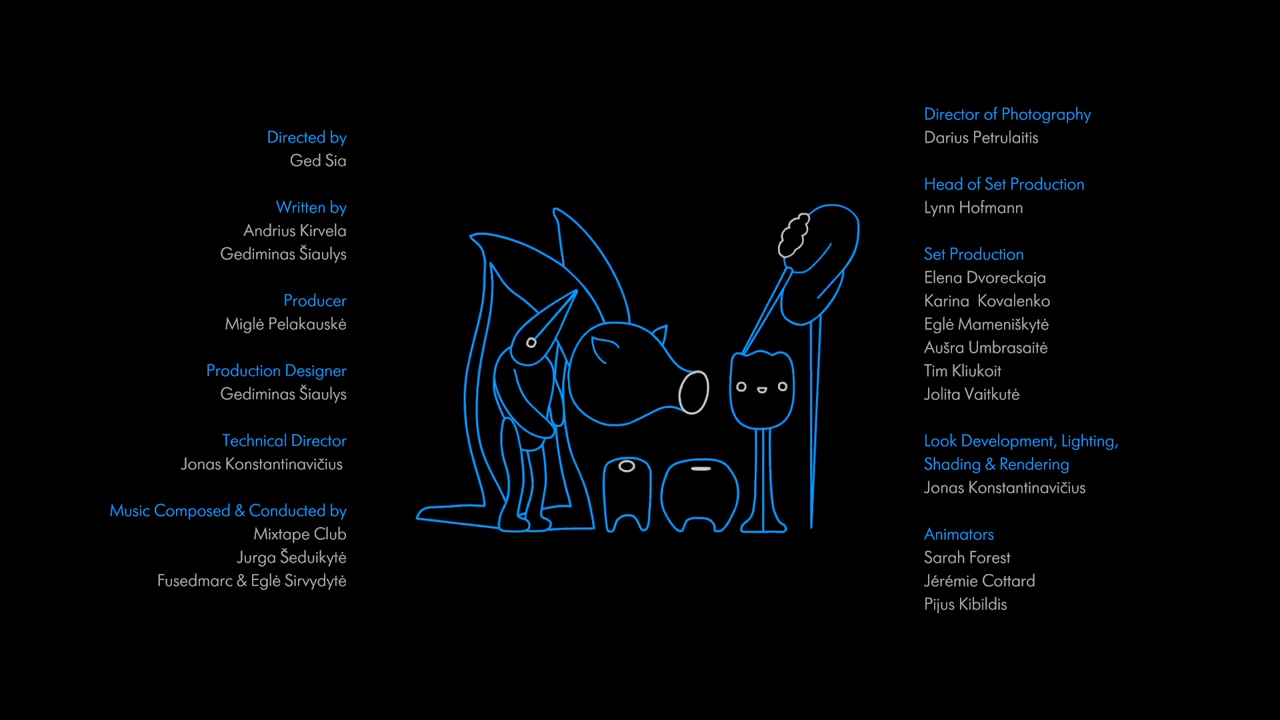 Directed by
Ged Sia
Written by
Andrius Kirvela
Gediminas Šiaulys
Producer
Miglė Pelakauskė
Production Designer
Gediminas Šiaulys
Technical Director
Jonas Konstantinavičius
Music Composed & Conducted by
Mixtape Club
Jurga Šeduikytė
Fusedmarc & Eglė Sirvydytė
Director of Photography
Darius Petrulaitis
Head of Set Production
Lynn Hofmann
Set Production
Elena Dvoreckaja
Karina Kovalenko
Eglė Mameniškytė
Aušra Umbrasaitė
Tim Kliukoit
Jolita Vaitkutė
Look Development, Lighting,
Shading & Rendering
Jonas Konstantinavičius
Animators
Sarah Forest
Jérémie Cottard
Pijus Kibildis